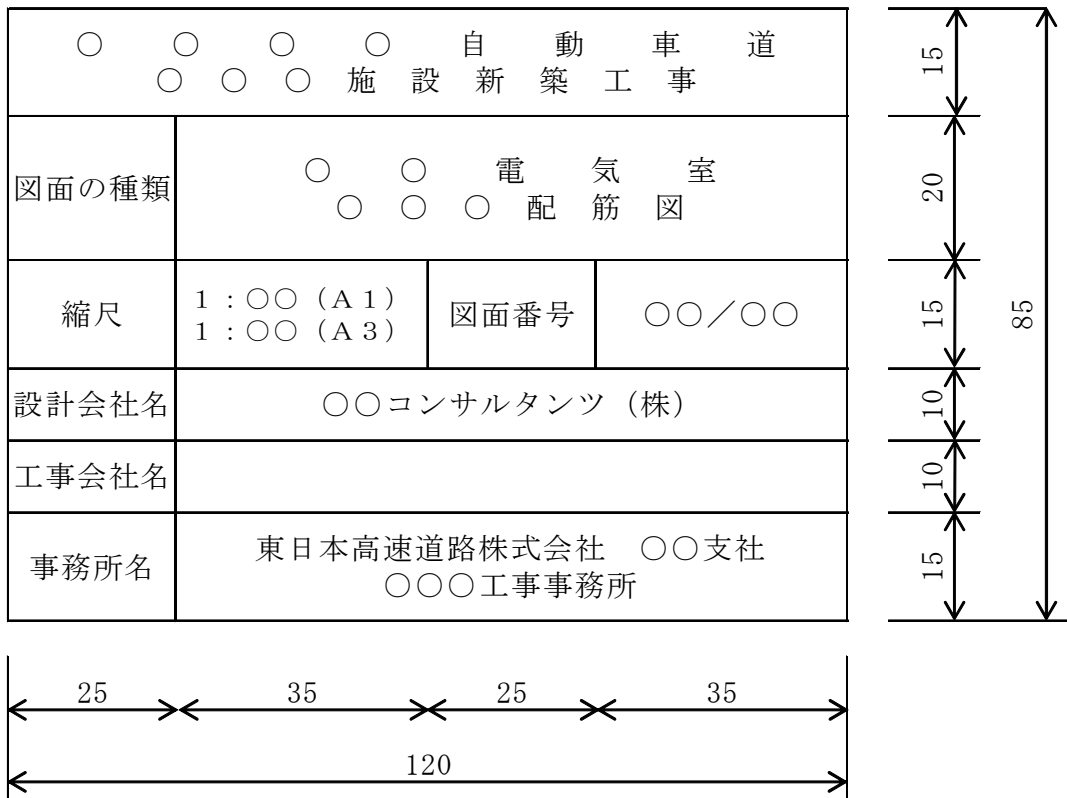 ○○○○自動車道
○○○施設新築工事
図面の種類
○○電気室
○○○配筋図
縮尺
1:○○(A1)
1:○○(A3)
図面番号
○○/○○
設計会社名
○○コンサルタンツ(株)
工事会社名
事務所名
東日本高速道路株式会社 ○○支社
○○○工事事務所
15
20
15
10
10
15
85
25 35 25 35
120